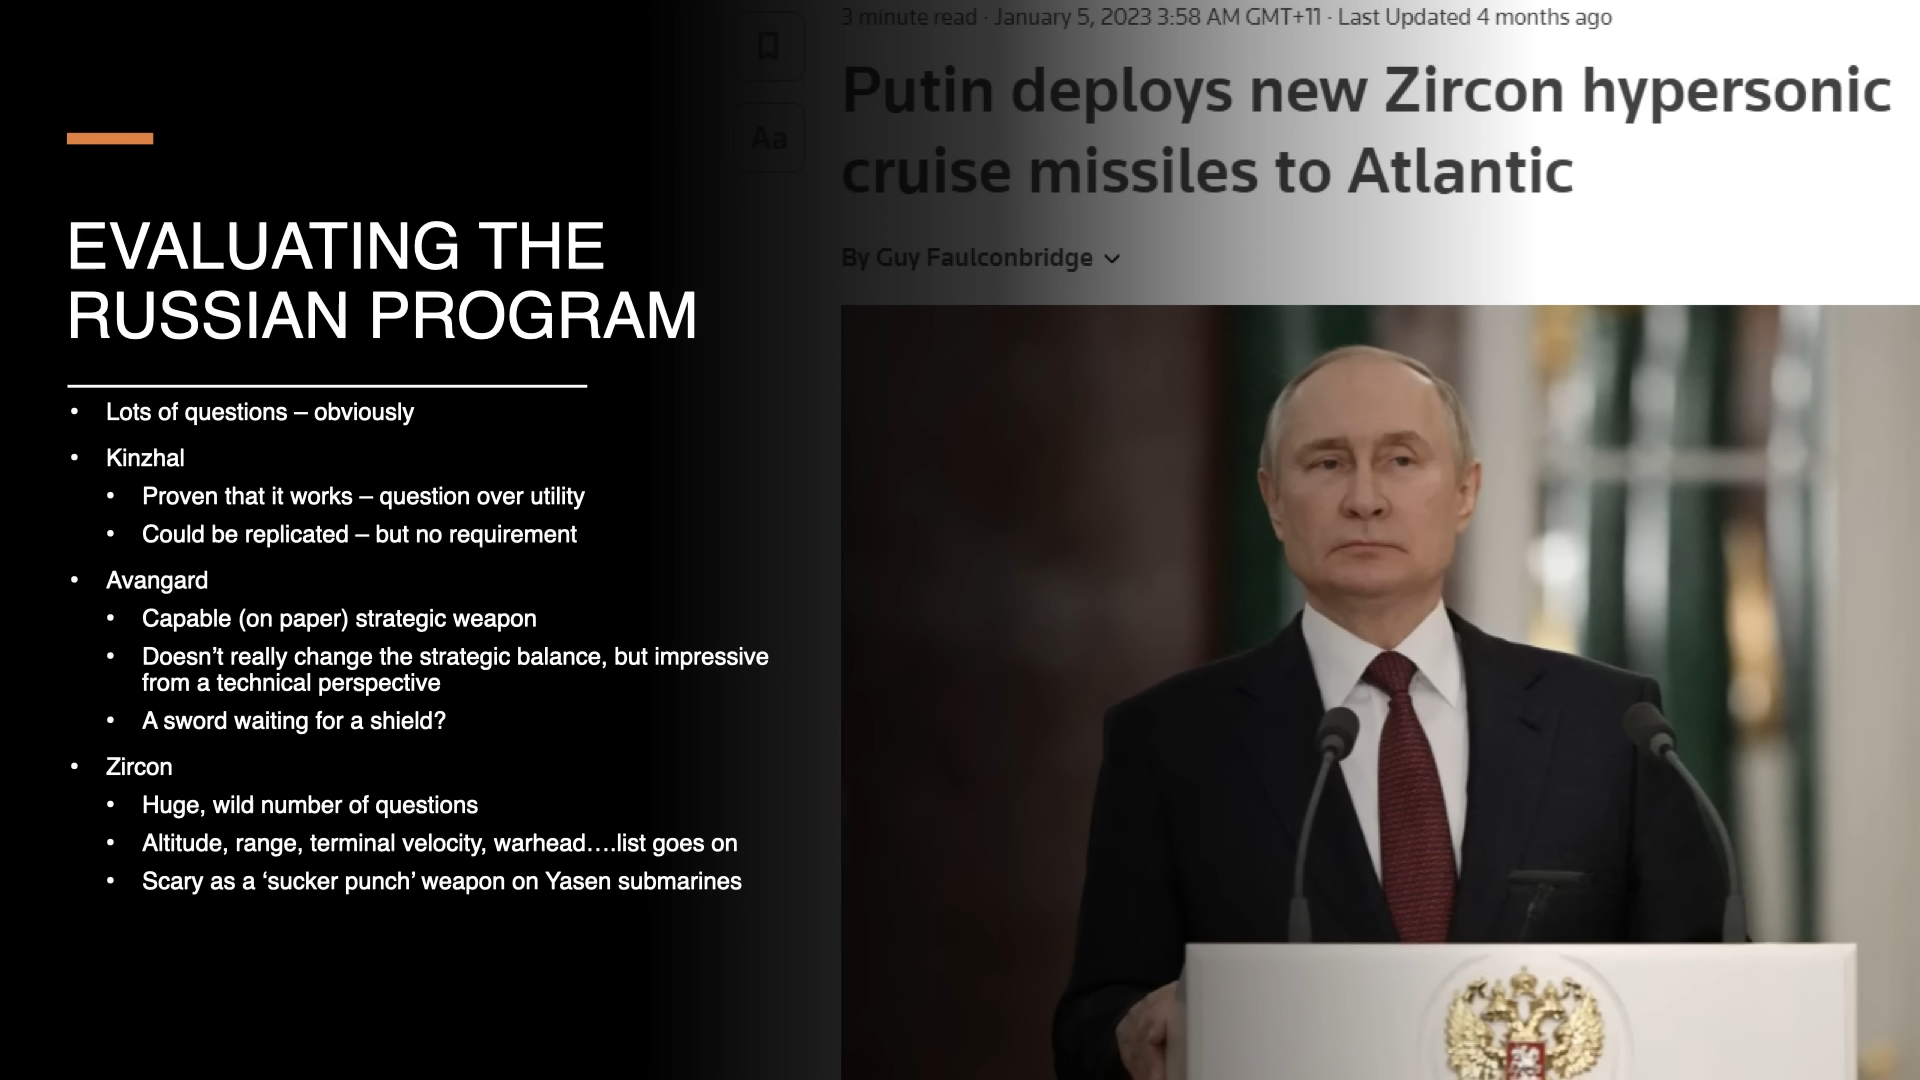 3 minute read · January 5, 2023 3:58 AM GMT+11 · Last Updated 4 months ago
Putin deploys new Zircon hypersonic
cruise missiles to Atlantic
Aa
By Guy Faulconbridge
EVALUATING THE
RUSSIAN PROGRAM
• Lots of questions – obviously
• Kinzhal
• Proven that it works – question over utility
• Could be replicated – but no requirement
• Avangard
• Capable (on paper) strategic weapon
• Doesn’t really change the strategic balance, but impressive
from a technical perspective
• A sword waiting for a shield?
• Zircon
• Huge, wild number of questions
• Altitude, range, terminal velocity, warhead….list goes on
• Scary as a ‘sucker punch’ weapon on Yasen submarines